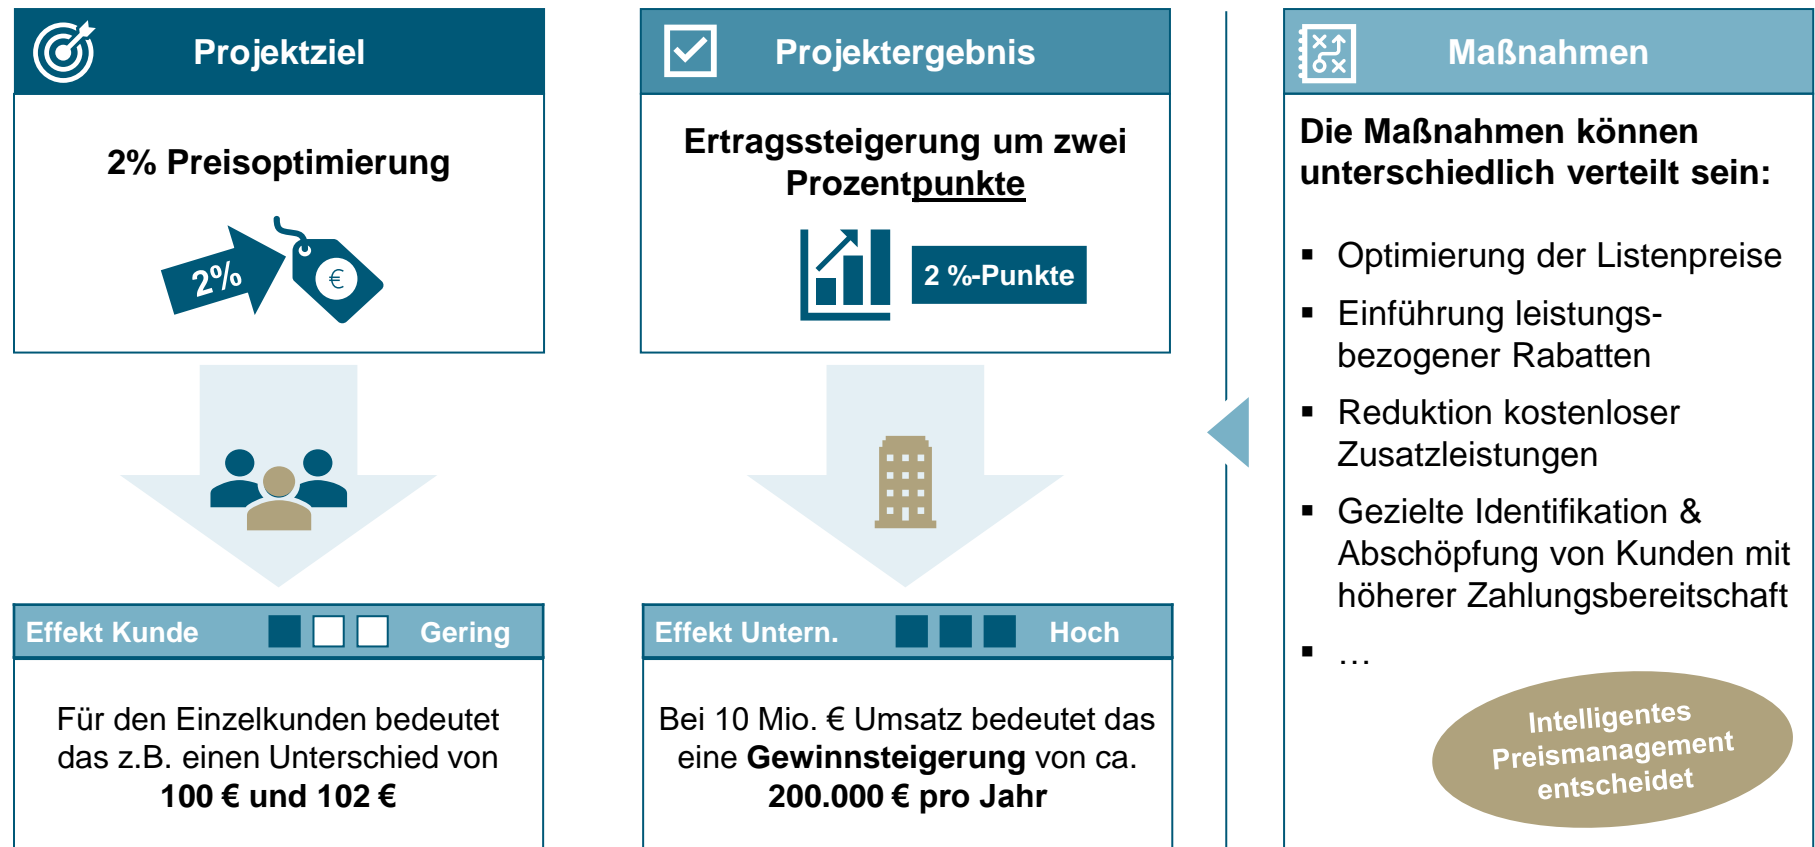 Projektziel
2% Preisoptimierung
2%
€
Effekt Kunde
Gering
Für den Einzelkunden bedeutet
das z.B. einen Unterschied von
100 € und 102 €
Projektergebnis
Ertragssteigerung um zwei
Prozentpunkte
2 %-Punkte
Effekt Untern.
Hoch
Bei 10 Mio. € Umsatz bedeutet das
eine Gewinnsteigerung von ca.
200.000 € pro Jahr
Maßnahmen
Die Maßnahmen können
unterschiedlich verteilt sein:
▪ Optimierung der Listenpreise
▪ Einführung leistungs-
bezogener Rabatten
▪ Reduktion kostenloser
Zusatzleistungen
▪ Gezielte Identifikation &
Abschöpfung von Kunden mit
höherer Zahlungsbereitschaft
▪ …
Intelligentes
Preismanagement
entscheidet